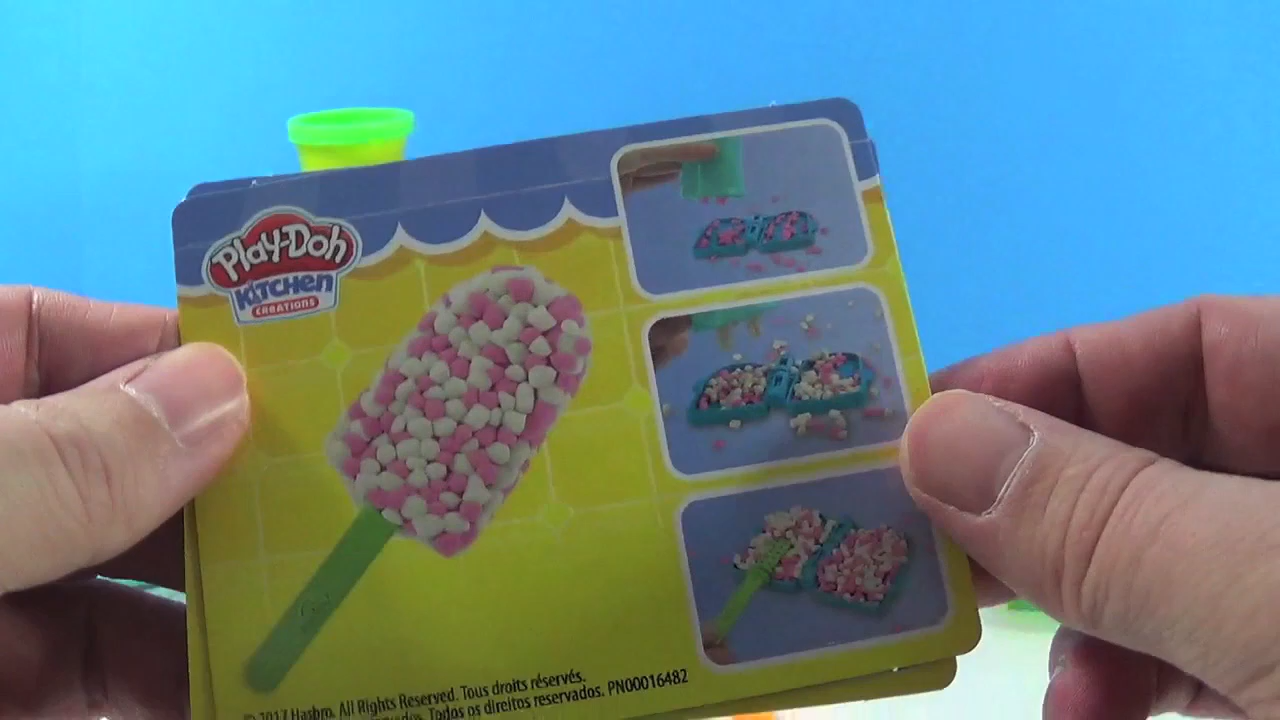 PLAY-DOH
KITCHEN
CREATIONS
© 2017 Hasbro. All Rights Reserved. Tous droits réservés.
Todos os direitos reservados. PN00016482